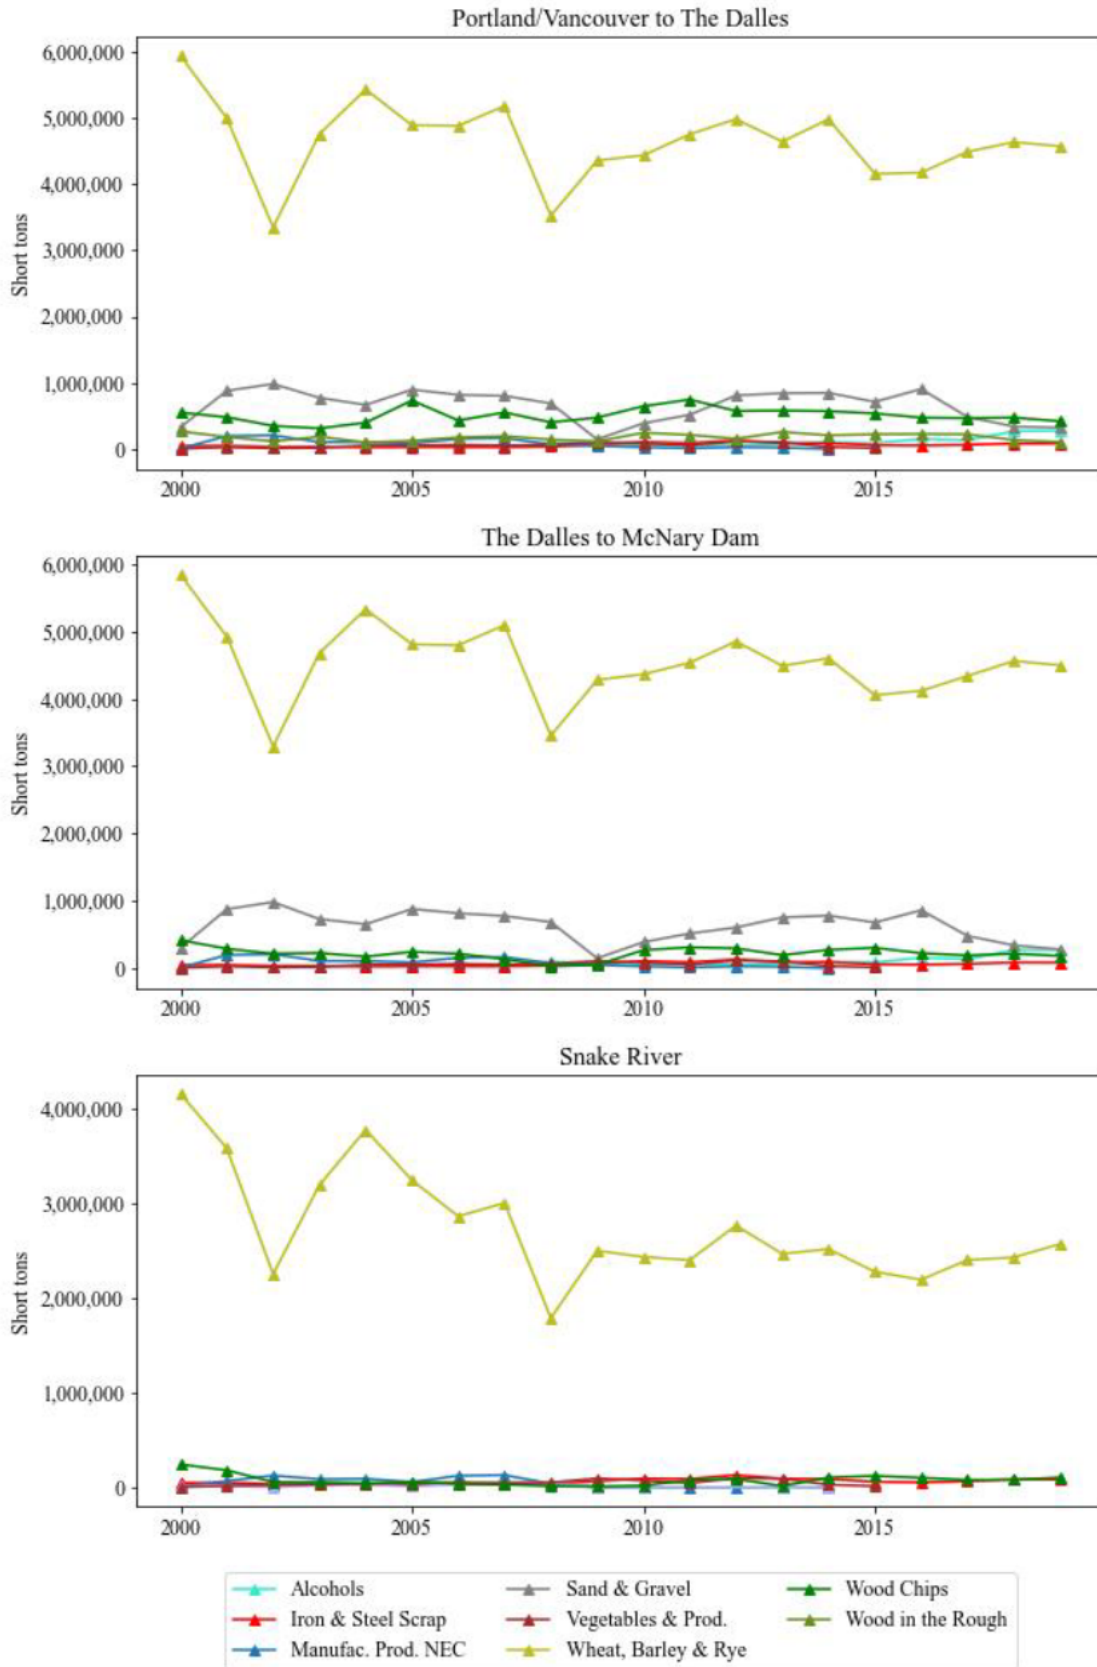 Portland/Vancouver to The Dalles
6,000,000
5,000,000
4,000,000
3,000,000
2,000,000
1,000,000
0
Short tons
2000 2005 2010 2015
The Dalles to McNary Dam
6,000,000
5,000,000
4,000,000
3,000,000
2,000,000
1,000,000
0
Short tons
2000 2005 2010 2015
Snake River
4,000,000
3,000,000
2,000,000
1,000,000
0
Short tons
2000 2005 2010 2015
Alcohols Sand & Gravel Wood Chips
Iron & Steel Scrap Vegetables & Prod. Wood in the Rough
Manufac. Prod. NEC Wheat, Barley & Rye